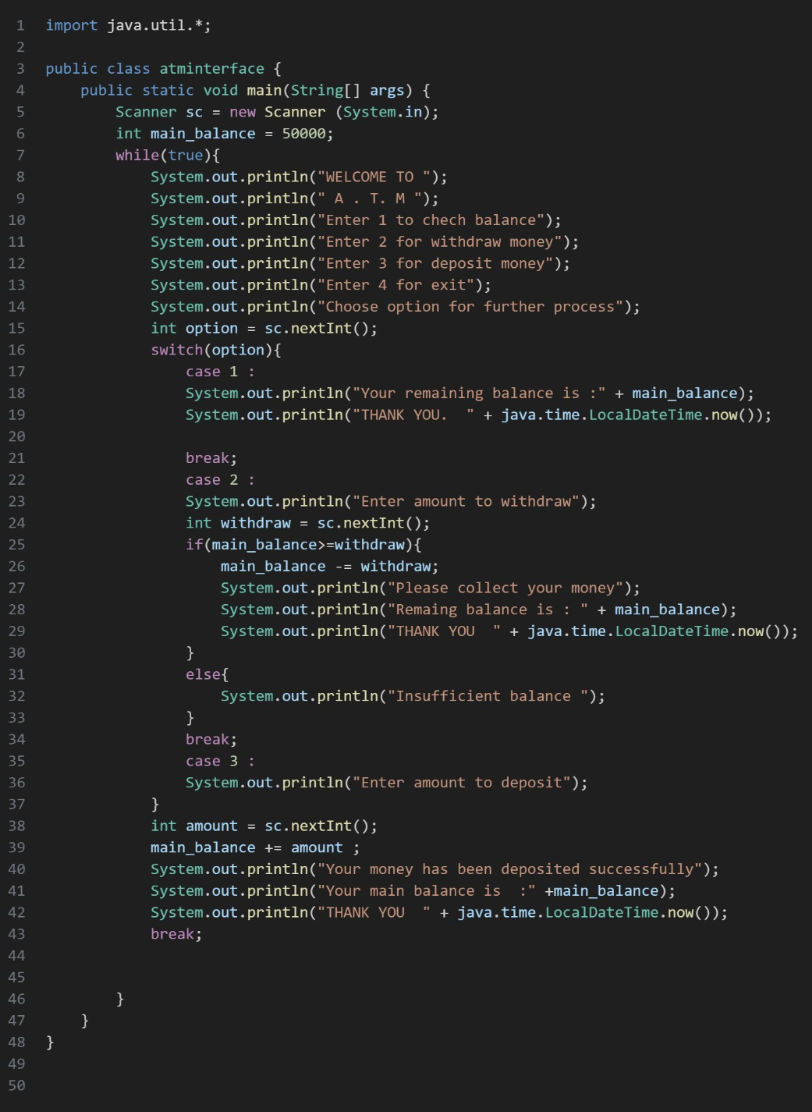 1 import java.util.*;
2
3 public class atminterface {
4     public static void main(String[] args) {
5         Scanner sc = new Scanner (System.in);
6         int main_balance = 50000;
7         while(true){
8             System.out.println("WELCOME TO ");
9             System.out.println(" A . T. M ");
10             System.out.println("Enter 1 to chech balance");
11             System.out.println("Enter 2 for withdraw money");
12             System.out.println("Enter 3 for deposit money");
13             System.out.println("Enter 4 for exit");
14             System.out.println("Choose option for further process");
15             int option = sc.nextInt();
16             switch(option){
17                 case 1 :
18                 System.out.println("Your remaining balance is :" + main_balance);
19                 System.out.println("THANK YOU.  " + java.time.LocalDateTime.now());
20
21                 break;
22                 case 2 :
23                 System.out.println("Enter amount to withdraw");
24                 int withdraw = sc.nextInt();
25                 if(main_balance>=withdraw){
26                     main_balance -= withdraw;
27                     System.out.println("Please collect your money");
28                     System.out.println("Remaing balance is : " + main_balance);
29                     System.out.println("THANK YOU  " + java.time.LocalDateTime.now());
30                 }
31                 else{
32                     System.out.println("Insufficient balance ");
33                 }
34                 break;
35                 case 3 :
36                 System.out.println("Enter amount to deposit");
37             }
38             int amount = sc.nextInt();
39             main_balance += amount ;
40             System.out.println("Your money has been deposited successfully");
41             System.out.println("Your main balance is  :" +main_balance);
42             System.out.println("THANK YOU  " + java.time.LocalDateTime.now());
43             break;
44
45
46         }
47     }
48 }
49
50